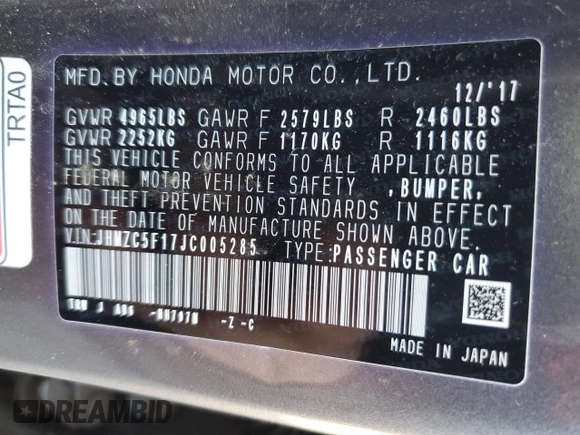 MFD. BY HONDA MOTOR CO., LTD.
12/'17
GVWR 4965LBS GAWR F 2579LBS R 2460LBS
GVWR 2252KG GAWR F 1170KG R 1116KG
THIS VEHICLE CONFORMS TO ALL APPLICABLE
FEDERAL MOTOR VEHICLE SAFETY ,BUMPER,
AND THEFT PREVENTION STANDARDS IN EFFECT
ON THE DATE OF MANUFACTURE SHOWN ABOVE.
VIN:JHMZC5F17JC005285 TYPE:PASSENGER CAR
-Z -C
MADE IN JAPAN
TRTA0
DREAMBID